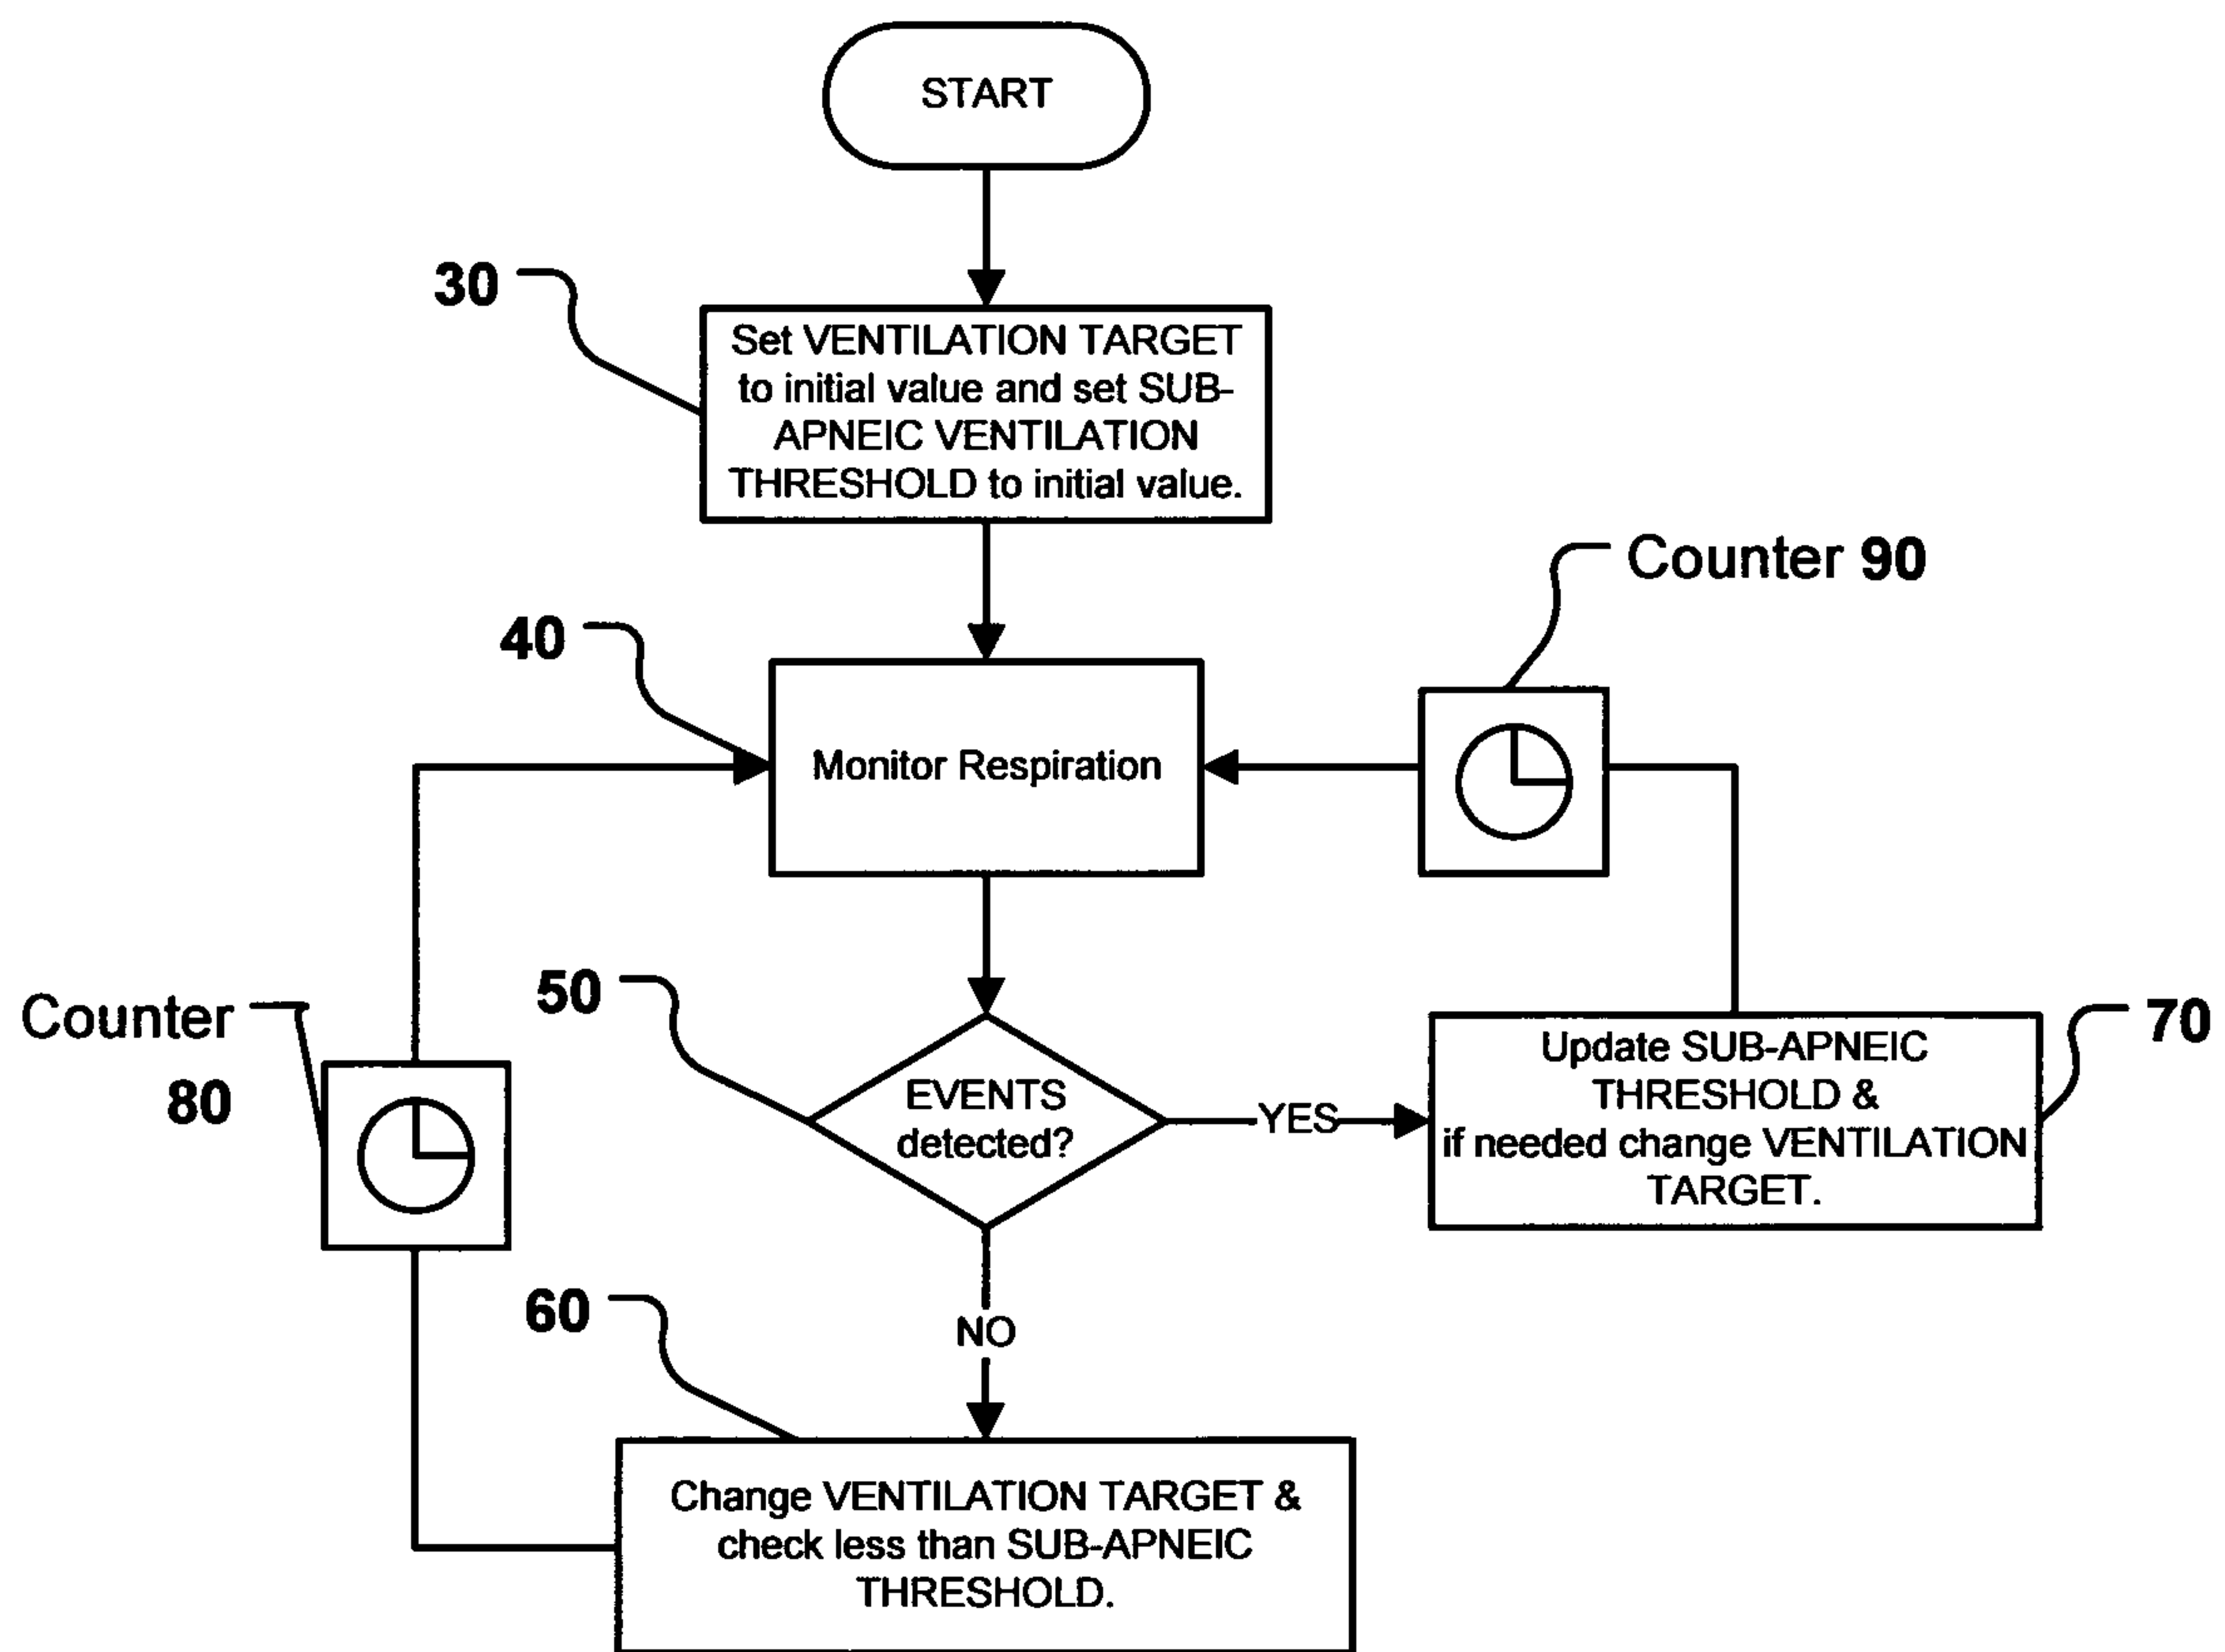 START
30
Set VENTILATION TARGET
to initial value and set SUB-
APNEIC VENTILATION
THRESHOLD to initial value.
Counter 90
40
Monitor Respiration
Counter
80
50
EVENTS
detected?
YES
Update SUB-APNEIC
THRESHOLD &
if needed change VENTILATION
TARGET.
70
NO
60
Change VENTILATION TARGET &
check less than SUB-APNEIC
THRESHOLD.